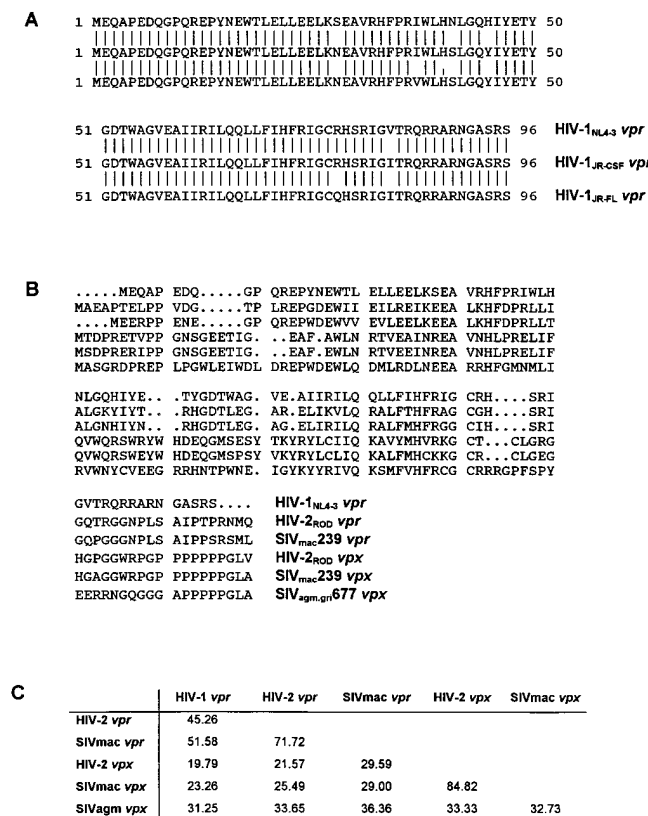 A
1 MEQAPEDQGPQREPYNEWTLELLEELKSEAVRHFPRIWLHNLGQHIYETY 50
1 MEQAPEDQGPQREPYNEWTLELLEELKNEAVRHFPRIWLHSLGQYIYETY 50
1 MEQAPEDQGPQREPYNEWTLELLEELKNEAVRHFPRVWLHSLGQYIYETY 50
51 GDTWAGVEAIIRILQQLLFIHFRIGCRHSRIGVTRQRRARNGASRS 96 HIV-1NL4-3 vpr
51 GDTWAGVEAIIRILQQLLFIHFRIGCRHSRIGITRQRRARNGASRS 96 HIV-1JR-CSF vpr
51 GDTWAGVEAIIRILQQLLFIHFRIGCQHSRIGITRQRRARNGASRS 96 HIV-1JR-FL vpr
B
.....MEQAP EDQ.....GP QREPYNEWTL ELLEELKSEA VRHFPRIWLH
MAEAPTELPP VDG.....TP LREPGDEWII EILREIKEEA LKHFDPRLLI
....MEERPP ENE.....GP QREPWDEWVV EVLEELKEEA LKHFDPRLLT
MTDPRETVPP GNSGEETIG. .EAF.AWLN RTVEAINREA VNHLPRELIF
MSDPRERIPP GNSGEETIG. .EAF.EWLN RTVEEINREA VNHLPRELIF
MASGRDPREP LPGWLEIWDL DREPWDEWLQ DMLRDLNEEA RRHFGMNMLI
NLGQHIYE.. .TYGDTWAG. VE.AIIRILQ QLLFIHFRIG CRH....SRI
ALGKYIYT.. .RHGDTLEG. AR.ELIKVLQ RALFTHFRAG CGH....SRI
ALGNHIYN.. .RHGDTLEG. AG.ELIRILQ RALFMHFRGG CIH....SRI
QVWQRSWRYW HDEQGMSESY TKYRYLCIIQ KAVYMHVRKG CT...CLGRG
QVWQRSWEYW HDEQGMSPSY VKYRYLCLIQ KALFMHCKKG CR...CLGEG
RVWNYCVEEG RRHNTPWNE. IGYKYYRIVQ KSMFVHFRCG CRRRGPFSPY
GVTRQRRARN GASRS.... HIV-1NL4-3 vpr
GQTRGGNPLS AIPTPRNMQ HIV-2ROD vpr
GQPGGGNPLS AIPPSRSML SIVmac239 vpr
HGPGGWRPGP PPPPPPGLV HIV-2ROD vpx
HGAGGWRPGP PPPPPPGLA SIVmac239 vpx
EERRNGQGGG APPPPPGLA SIVagm.gri677 vpx
C
HIV-1 vpr HIV-2 vpr SIVmac vpr HIV-2 vpx SIVmac vpx
HIV-2 vpr 45.26
SIVmac vpr 51.58 71.72
HIV-2 vpx 19.79 21.57 29.59
SIVmac vpx 23.26 25.49 29.00 84.82
SIVagm vpx 31.25 33.65 36.36 33.33 32.73